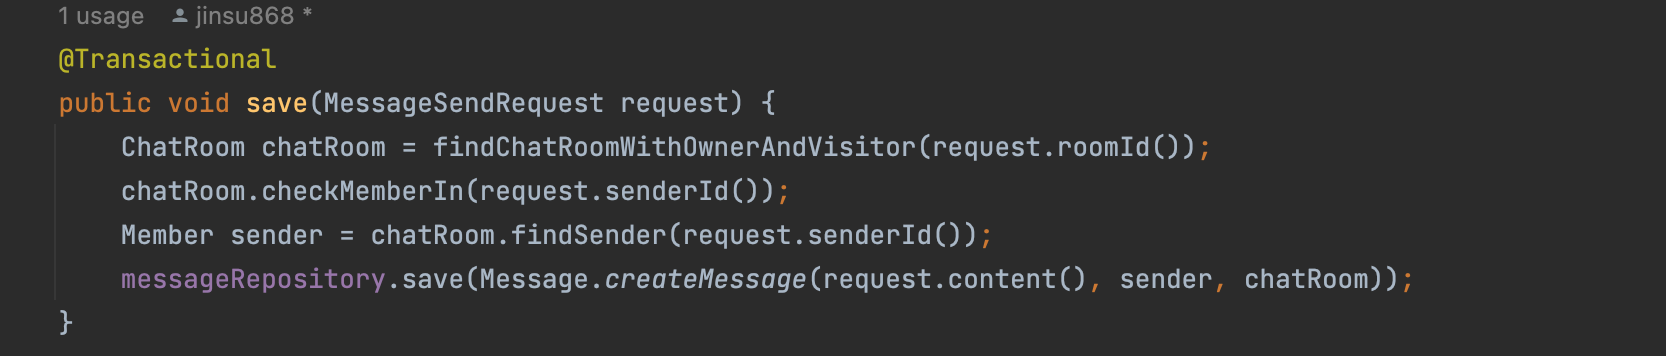 1 usage jinsu868 *
@Transactional
public void save(MessageSendRequest request) {
    ChatRoom chatRoom = findChatRoomWithOwnerAndVisitor(request.roomId());
    chatRoom.checkMemberIn(request.senderId());
    Member sender = chatRoom.findSender(request.senderId());
    messageRepository.save(Message.createMessage(request.content(), sender, chatRoom));
}